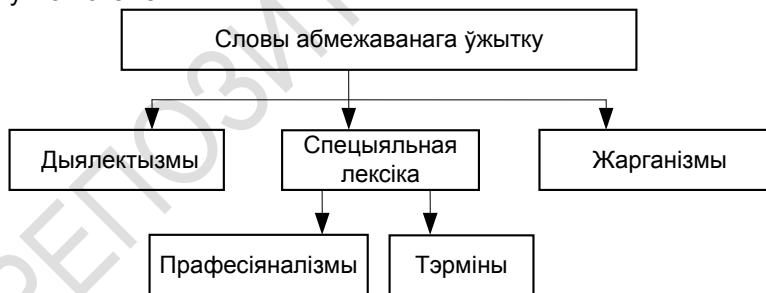 Словы абмежаванага ўжытку
Дыялектызмы
Спецыяльная
лексіка
Жарганізмы
Прафесіяналізмы
Тэрміны